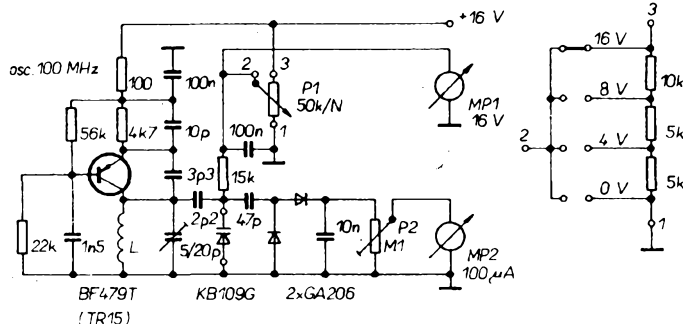 +16 V
osc. 100 MHz
100
100n
2
3
P1
50k/N
1
MP1
16 V
56k
4k7
10p
100n
3p3
15k
2p2
47p
22k
1n5
L
5/20p
10n
P2
M1
MP2
100 µA
BF479T
(TR15)
KB109G
2xGA206
3
16 V
10k
8 V
5k
2
4 V
5k
0 V
1